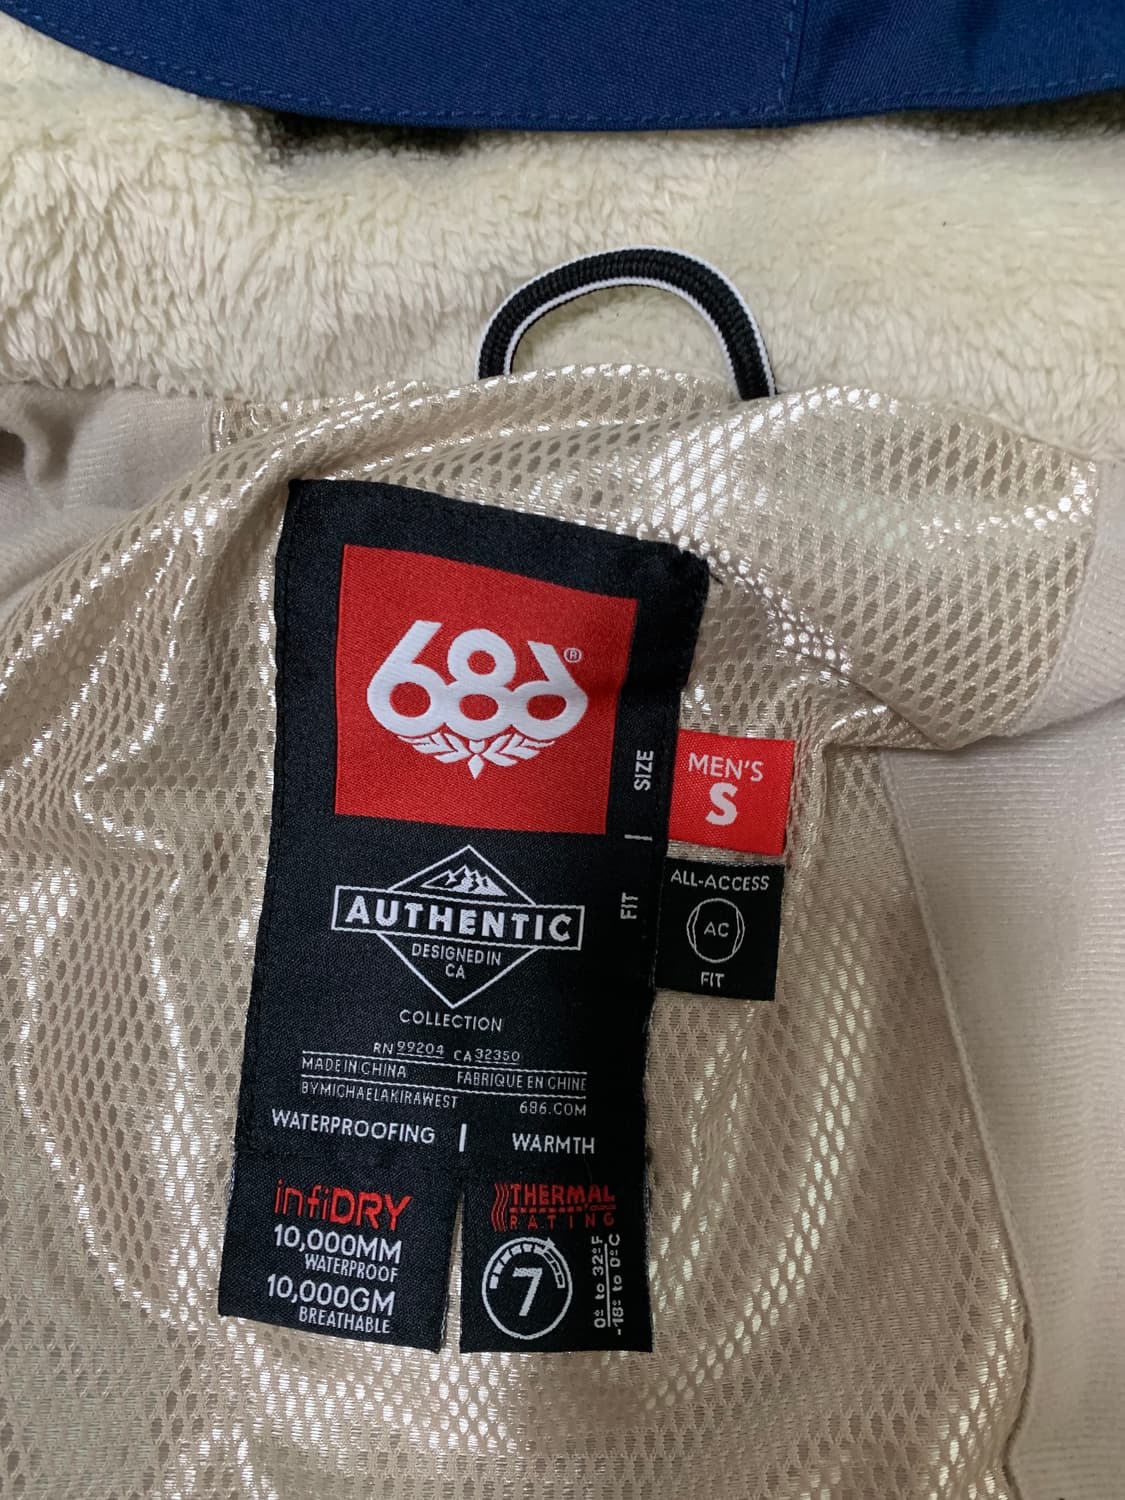 686®
SIZE
MEN'S
S
AUTHENTIC
DESIGNED IN
CA
COLLECTION
FIT
ALL-ACCESS
AC
FIT
RN 99204 CA 32350
MADE IN CHINA FABRIQUE EN CHINE
BY MICHAEL AKIRA WEST 686.COM
WATERPROOFING | WARMTH
infiDRY
10,000MM
WATERPROOF
10,000GM
BREATHABLE
THERMAL
RATING
7
0° to 32°F
-18° to 0°C